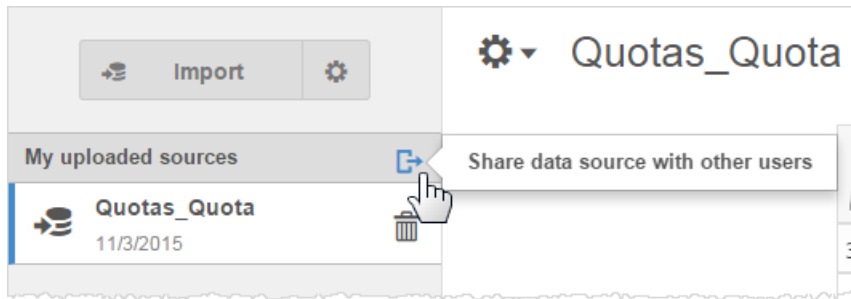 Import
Quotas_Quota
My uploaded sources
Share data source with other users
Quotas_Quota
11/3/2015